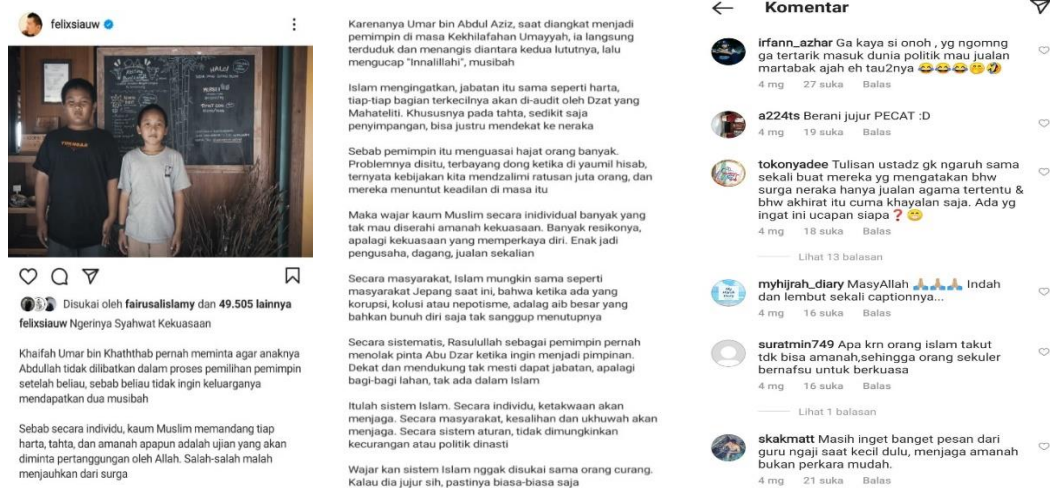 felixsiauw
HALO!
Disukai oleh fairusalislamy dan 49.505 lainnya
felixsiauw Ngerinya Syahwat Kekuasaan
Khaifah Umar bin Khaththab pernah meminta agar anaknya
Abdullah tidak dilibatkan dalam proses pemilihan pemimpin
setelah beliau, sebab beliau tidak ingin keluarganya
mendapatkan dua musibah
Sebab secara individu, kaum Muslim memandang tiap
harta, tahta, dan amanah apapun adalah ujian yang akan
diminta pertanggungan oleh Allah. Salah-salah malah
menjauhkan dari surga
Karenanya Umar bin Abdul Aziz, saat diangkat menjadi
pemimpin di masa Kekhilafahan Umayyah, ia langsung
terduduk dan menangis diantara kedua lututnya, lalu
mengucap "Innalillahi", musibah
Islam mengingatkan, jabatan itu sama seperti harta,
tiap-tiap bagian terkecilnya akan di-audit oleh Dzat yang
Mahateliti. Khususnya pada tahta, sedikit saja
penyimpangan, bisa justru mendekat ke neraka
Sebab pemimpin itu menguasai hajat orang banyak.
Problemnya disitu, terbayang dong ketika di yaumil hisab,
ternyata kebijakan kita mendzalimi ratusan juta orang, dan
mereka menuntut keadilan di masa itu
Maka wajar kaum Muslim secara inidividual banyak yang
tak mau diserahi amanah kekuasaan. Banyak resikonya,
apalagi kekuasaan yang memperkaya diri. Enak jadi
pengusaha, dagang, jualan sekalian
Secara masyarakat, Islam mungkin sama seperti
masyarakat Jepang saat ini, bahwa ketika ada yang
korupsi, kolusi atau nepotisme, adalag aib besar yang
bahkan bunuh diri saja tak sanggup menutupnya
Secara sistematis, Rasulullah sebagai pemimpin pernah
menolak pinta Abu Dzar ketika ingin menjadi pimpinan.
Dekat dan mendukung tak mesti dapat jabatan, apalagi
bagi-bagi lahan, tak ada dalam Islam
Itulah sistem Islam. Secara individu, ketakwaan akan
menjaga. Secara masyarakat, kesalihan dan ukhuwah akan
menjaga. Secara sistem aturan, tidak dimungkinkan
kecurangan atau politik dinasti
Wajar kan sistem Islam nggak disukai sama orang curang.
Kalau dia jujur sih, pastinya biasa-biasa saja
Komentar
irfann_azhar Ga kaya si onoh , yg ngomng
ga tertarik masuk dunia politik mau jualan
martabak ajah eh tau2nya 😂😂😂🤭🤣
4 mg 27 suka Balas
a224ts Berani jujur PECAT :D
4 mg 19 suka Balas
tokonyadee Tulisan ustadz gk ngaruh sama
sekali buat mereka yg mengatakan bhw
surga neraka hanya jualan agama tertentu &
bhw akhirat itu cuma khayalan saja. Ada yg
ingat ini ucapan siapa ❓😁
4 mg 18 suka Balas
Lihat 13 balasan
myhijrah_diary MasyAllah 🙏🏼🙏🏼🙏🏼 Indah
dan lembut sekali captionnya...
4 mg 16 suka Balas
suratmin749 Apa krn orang islam takut
tdk bisa amanah,sehingga orang sekuler
bernafsu untuk berkuasa
4 mg 16 suka Balas
Lihat 1 balasan
skakmatt Masih inget banget pesan dari
guru ngaji saat kecil dulu, menjaga amanah
bukan perkara mudah.
4 mg 21 suka Balas